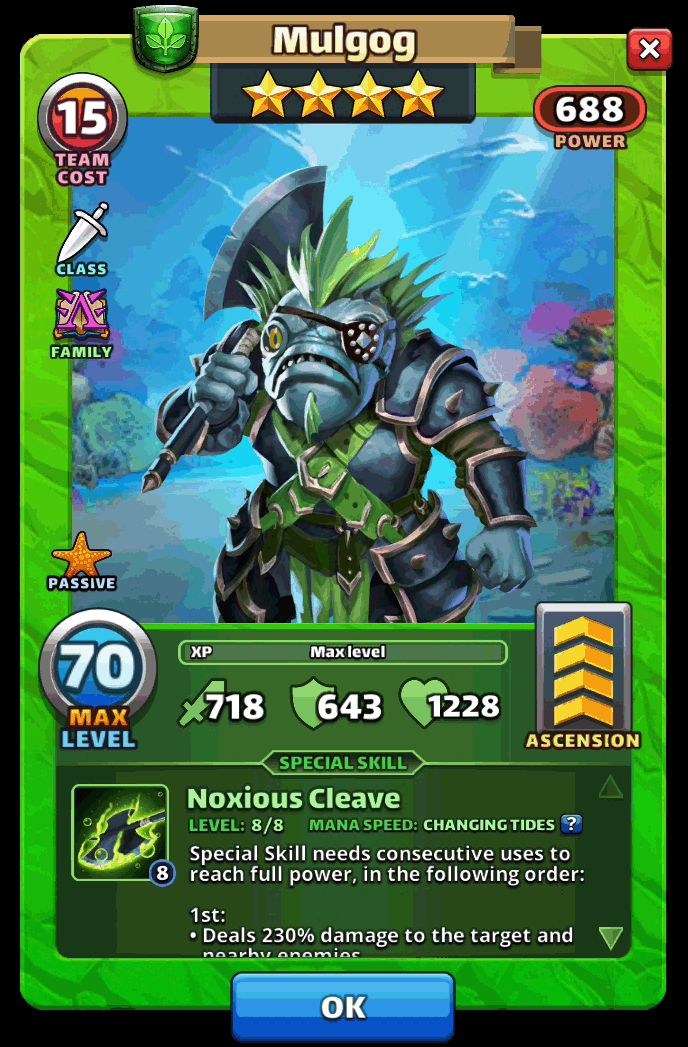 Mulgog
15
TEAM
COST
688
POWER
CLASS
FAMILY
PASSIVE
70
MAX
LEVEL
XP Max level
718 643 1228
ASCENSION
SPECIAL SKILL
Noxious Cleave
LEVEL: 8/8 MANA SPEED: CHANGING TIDES ?
8
Special Skill needs consecutive uses to
reach full power, in the following order:
1st:
• Deals 230% damage to the target and
nearby enemies
OK